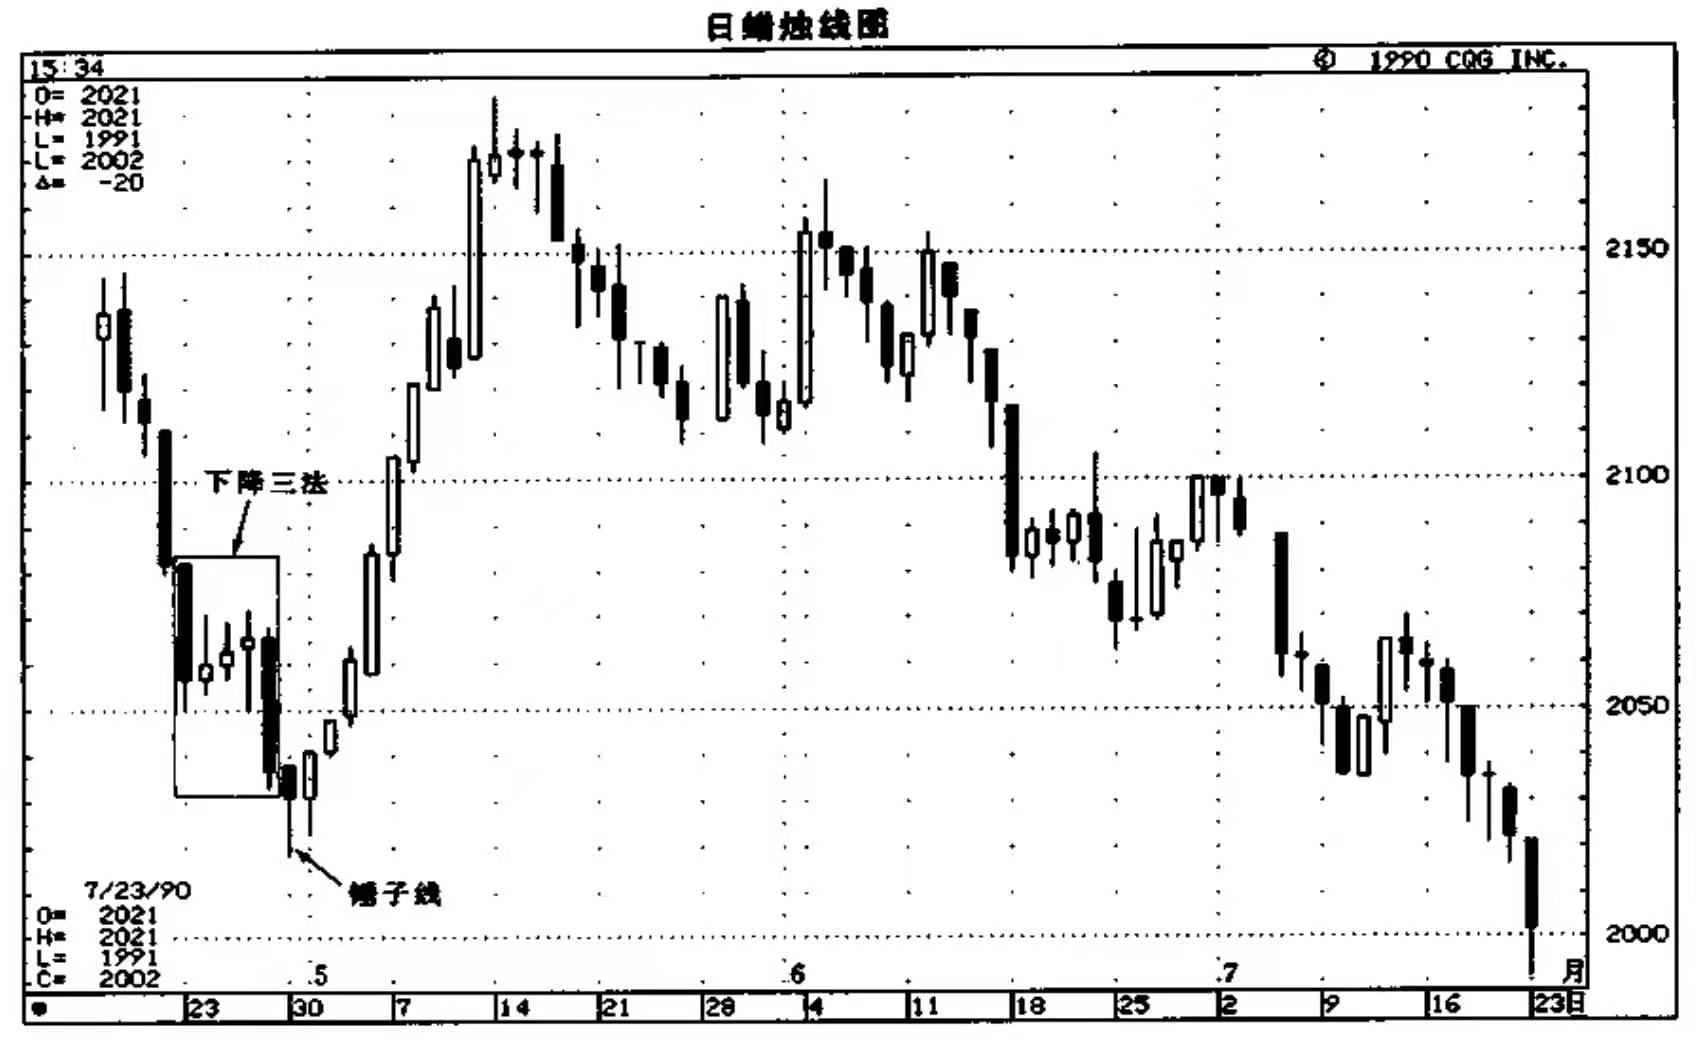 日蜡烛线图
15:34
© 1990 CQG INC.
O= 2021
H= 2021
L= 1991
L= 2002
Δ= -20
2150
2100
下降三法
2050
锤子线
7/23/90
O= 2021
H= 2021
L= 1991
C= 2002
2000
5 6 7 月
23 30 7 14 21 28 4 11 18 25 2 9 16 23日